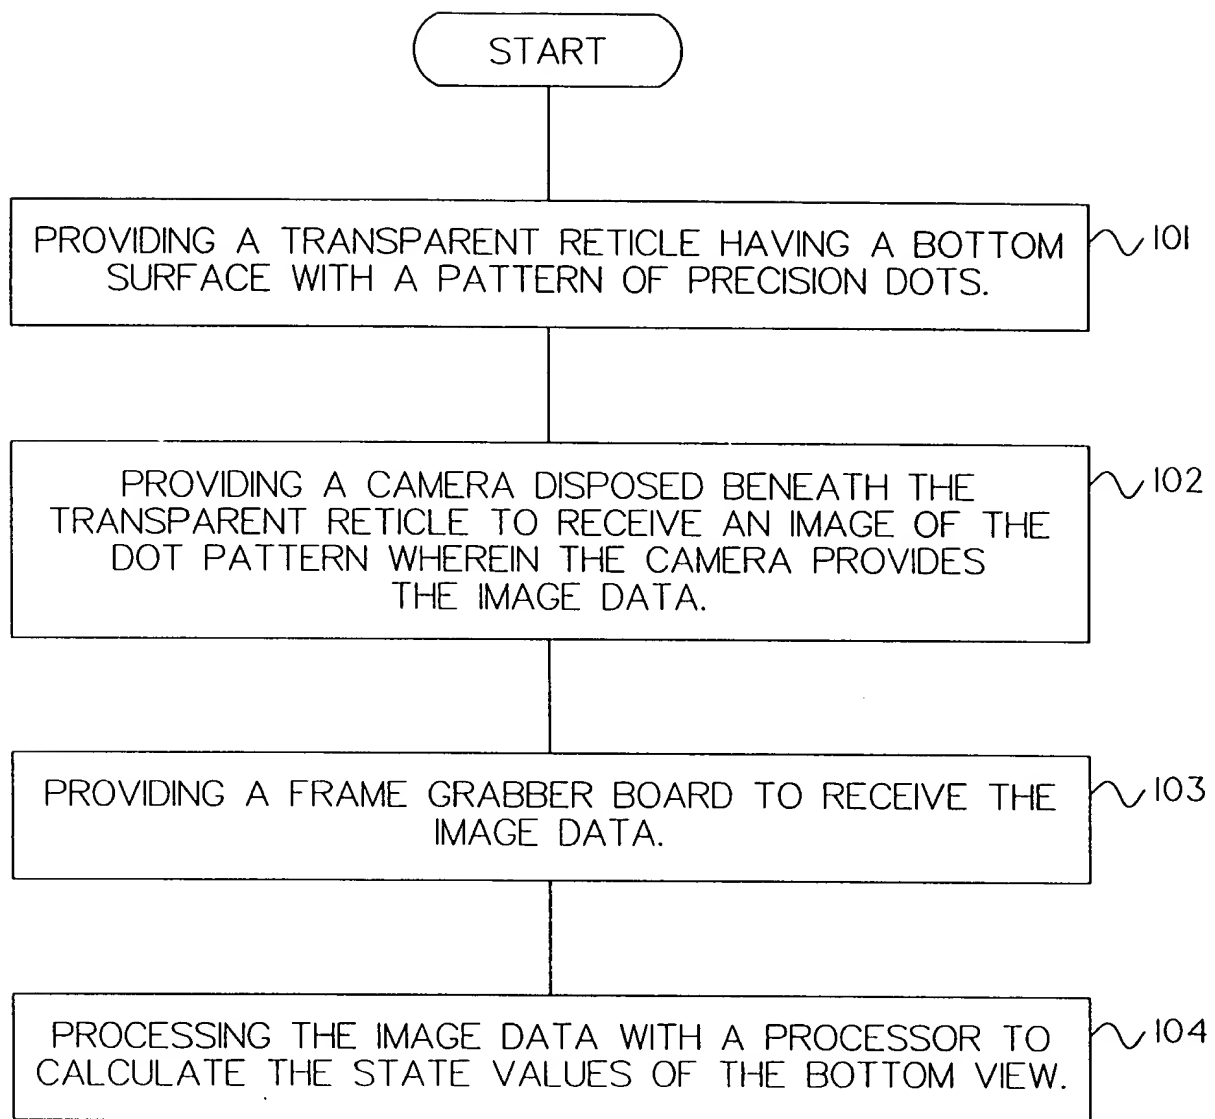 START
PROVIDING A TRANSPARENT RETICLE HAVING A BOTTOM
SURFACE WITH A PATTERN OF PRECISION DOTS.
101
PROVIDING A CAMERA DISPOSED BENEATH THE
TRANSPARENT RETICLE TO RECEIVE AN IMAGE OF THE
DOT PATTERN WHEREIN THE CAMERA PROVIDES
THE IMAGE DATA.
102
PROVIDING A FRAME GRABBER BOARD TO RECEIVE THE
IMAGE DATA.
103
PROCESSING THE IMAGE DATA WITH A PROCESSOR TO
CALCULATE THE STATE VALUES OF THE BOTTOM VIEW.
104